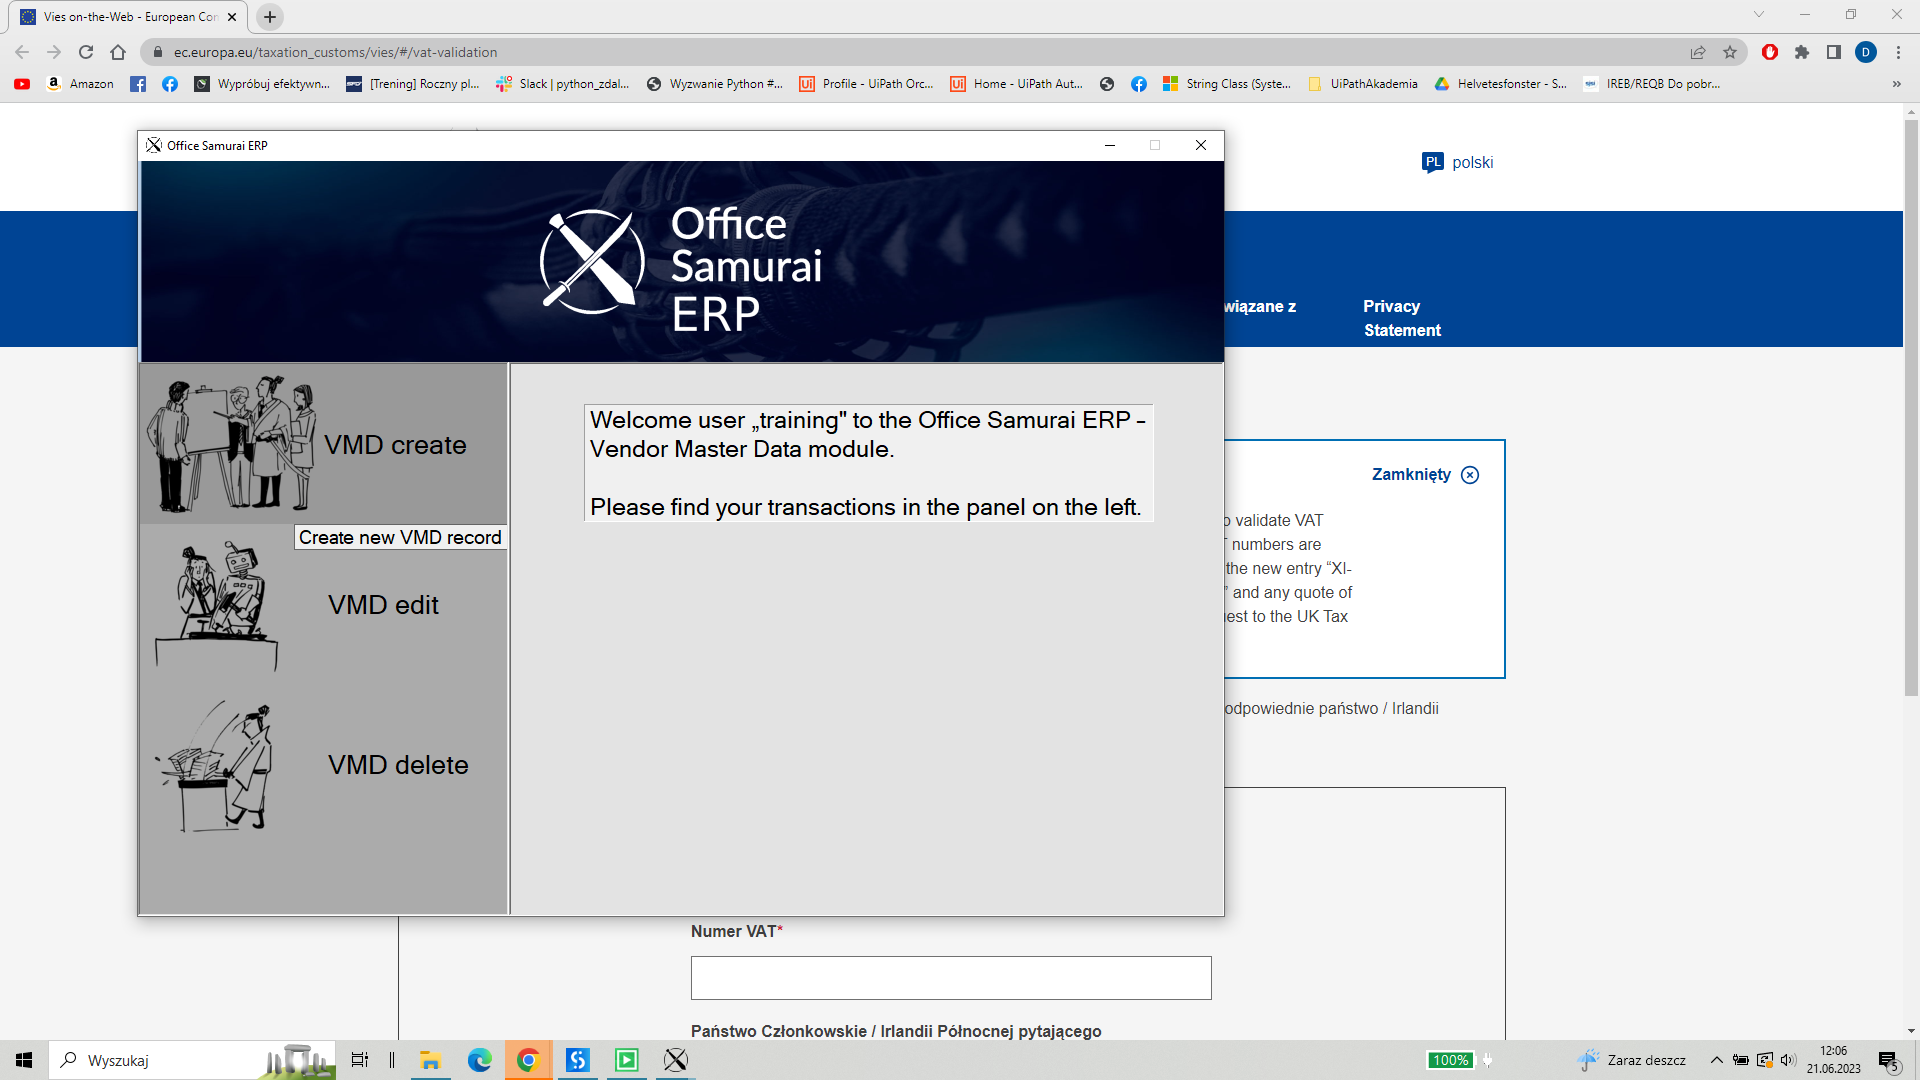 Vies on-the-Web - European Con
ec.europa.eu/taxation_customs/vies/#/vat-validation
D
Amazon
Wypróbuj efektywn...
[Trening] Roczny pl...
Slack | python_zdal...
Wyzwanie Python #...
Profile - UiPath Orc...
Home - UiPath Aut...
String Class (Syste...
UiPathAkademia
Helvetesfonster - S...
IREB/REQB Do pobr...
»
Office Samurai ERP
PL polski
Office
Samurai
ERP
wiązane z
Privacy
Statement
VMD create
Create new VMD record
VMD edit
VMD delete
Welcome user „training" to the Office Samurai ERP –
Vendor Master Data module.
Please find your transactions in the panel on the left.
Zamknięty
o validate VAT
numbers are
the new entry “XI-
” and any quote of
est to the UK Tax
odpowiednie państwo / Irlandii
Numer VAT*
Państwo Członkowskie / Irlandii Północnej pytającego
Wyszukaj
100%
Zaraz deszcz
12:06
21.06.2023
5